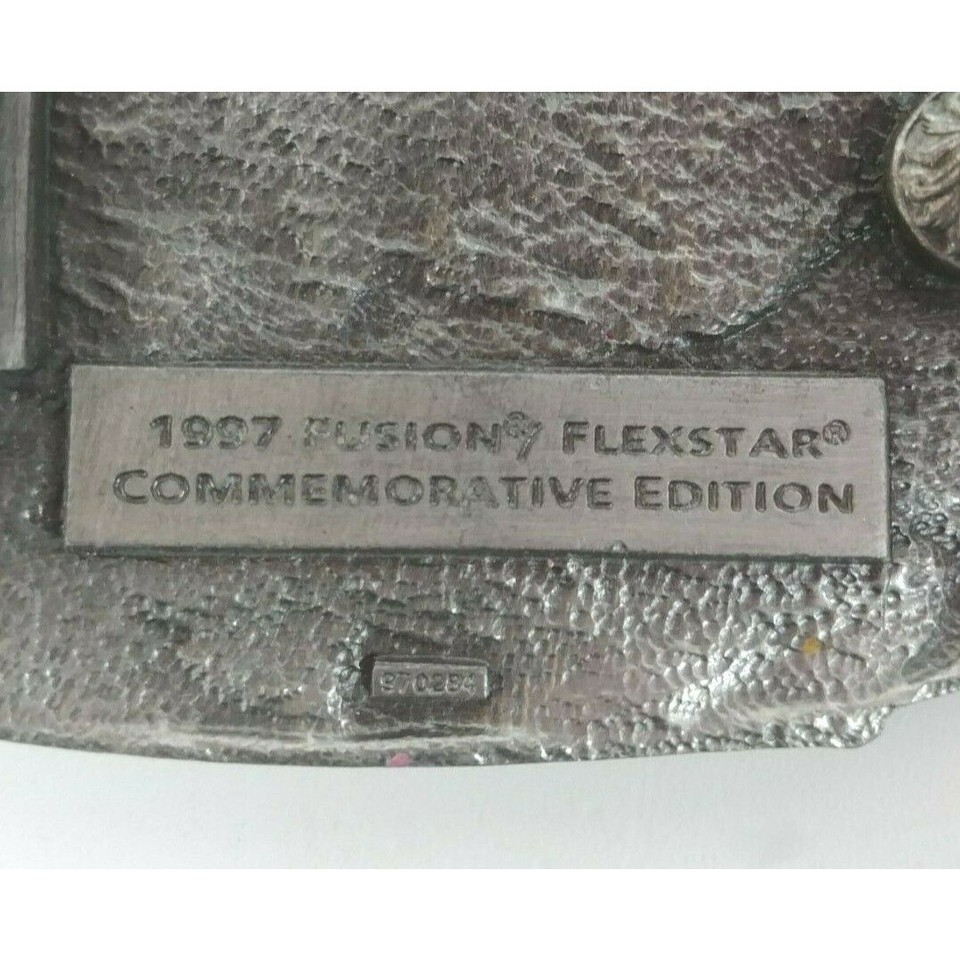 1997 FUSION® / FLEXSTAR®
COMMEMORATIVE EDITION
970284